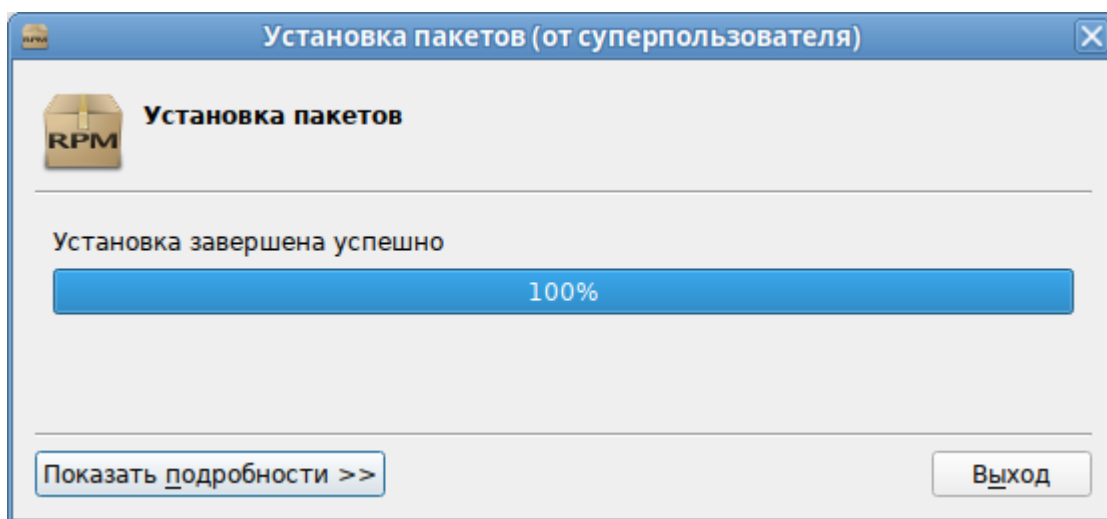 Установка пакетов (от суперпользователя)
RPM
Установка пакетов
Установка завершена успешно
100%
Показать подробности >>
Выход